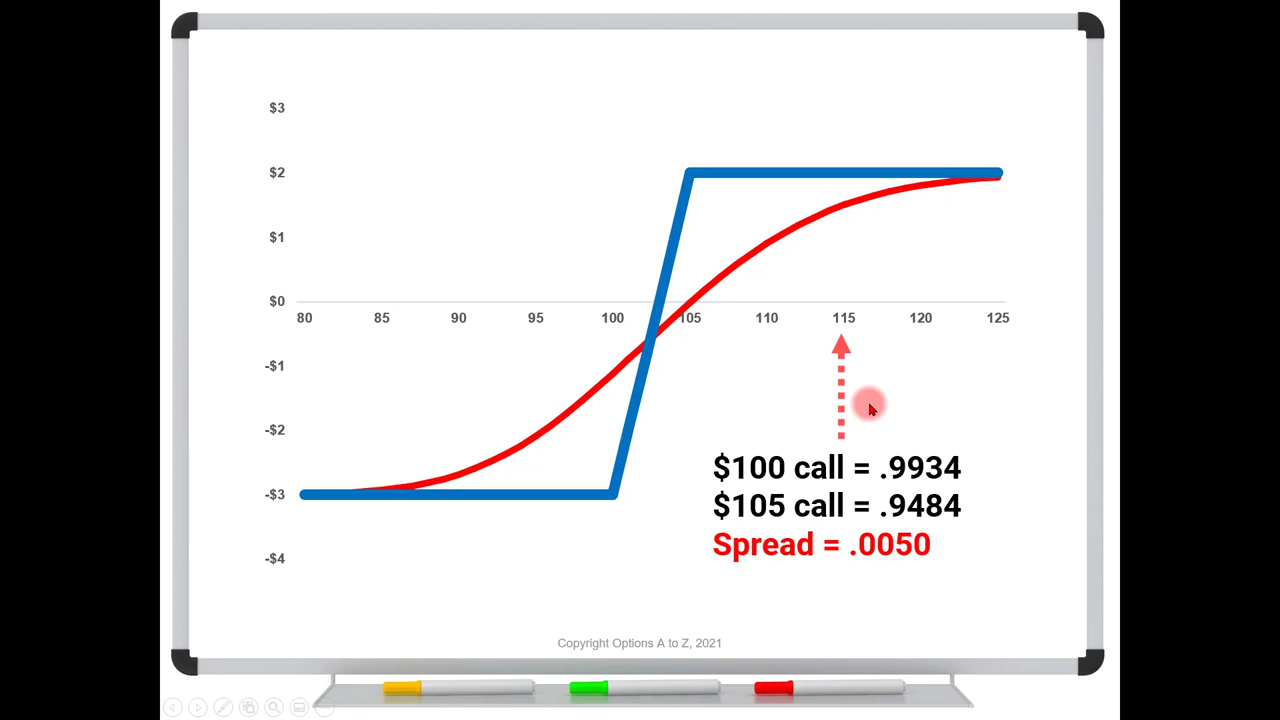 $3
$2
$1
$0
80 85 90 95 100 105 110 115 120 125
-$1
-$2
-$3
-$4
$100 call = .9934
$105 call = .9484
Spread = .0050
Copyright Options A to Z, 2021